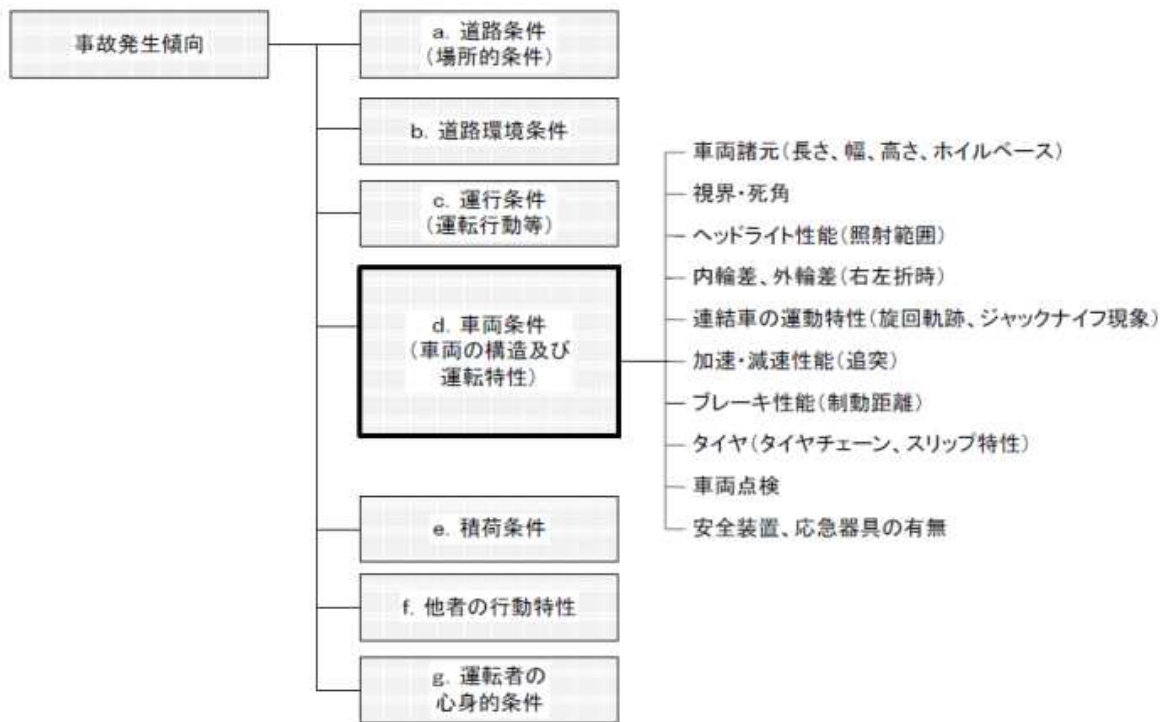 事故発生傾向
a. 道路条件
(場所的条件)
b. 道路環境条件
c. 運行条件
(運転行動等)
d. 車両条件
(車両の構造及び
運転特性)
車両諸元(長さ、幅、高さ、ホイルベース)
視界・死角
ヘッドライト性能(照射範囲)
内輪差、外輪差(右左折時)
連結車の運動特性(旋回軌跡、ジャックナイフ現象)
加速・減速性能(追突)
ブレーキ性能(制動距離)
タイヤ(タイヤチェーン、スリップ特性)
車両点検
安全装置、応急器具の有無
e. 積荷条件
f. 他者の行動特性
g. 運転者の
心身的条件